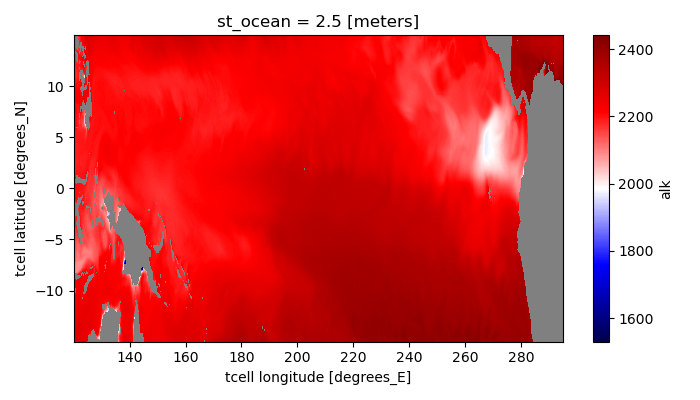 st_ocean = 2.5 [meters]
tcell latitude [degrees_N]
10
5
0
−5
−10
140 160 180 200 220 240 260 280
tcell longitude [degrees_E]
2400
2200
2000
1800
1600
alk